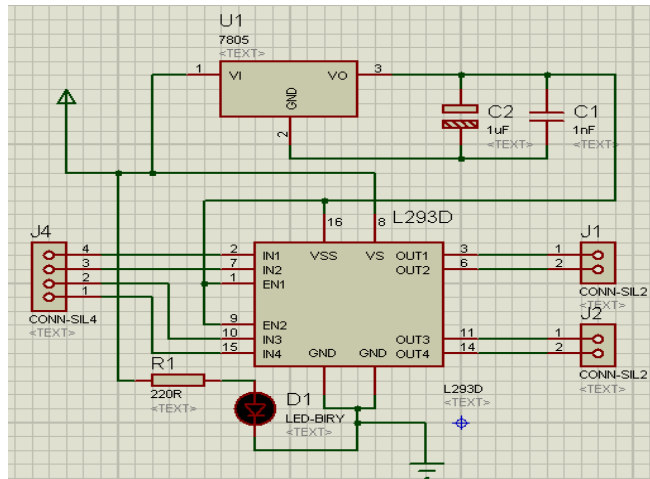 U1
7805
<TEXT>
1 VI VO 3
GND
2
C2
1uF
<TEXT>
C1
1nF
<TEXT>
16 8 L293D
J4
4
3
2
1
CONN-SIL4
<TEXT>
2 IN1 VSS VS OUT1 3
7 IN2 OUT2 6
1 EN1
9 EN2
10 IN3 OUT3 11
15 IN4 GND GND OUT4 14
J1
1
2
CONN-SIL2
<TEXT>
J2
1
2
CONN-SIL2
<TEXT>
R1
220R
<TEXT>
D1
LED-BIRY
<TEXT>
L293D
<TEXT>